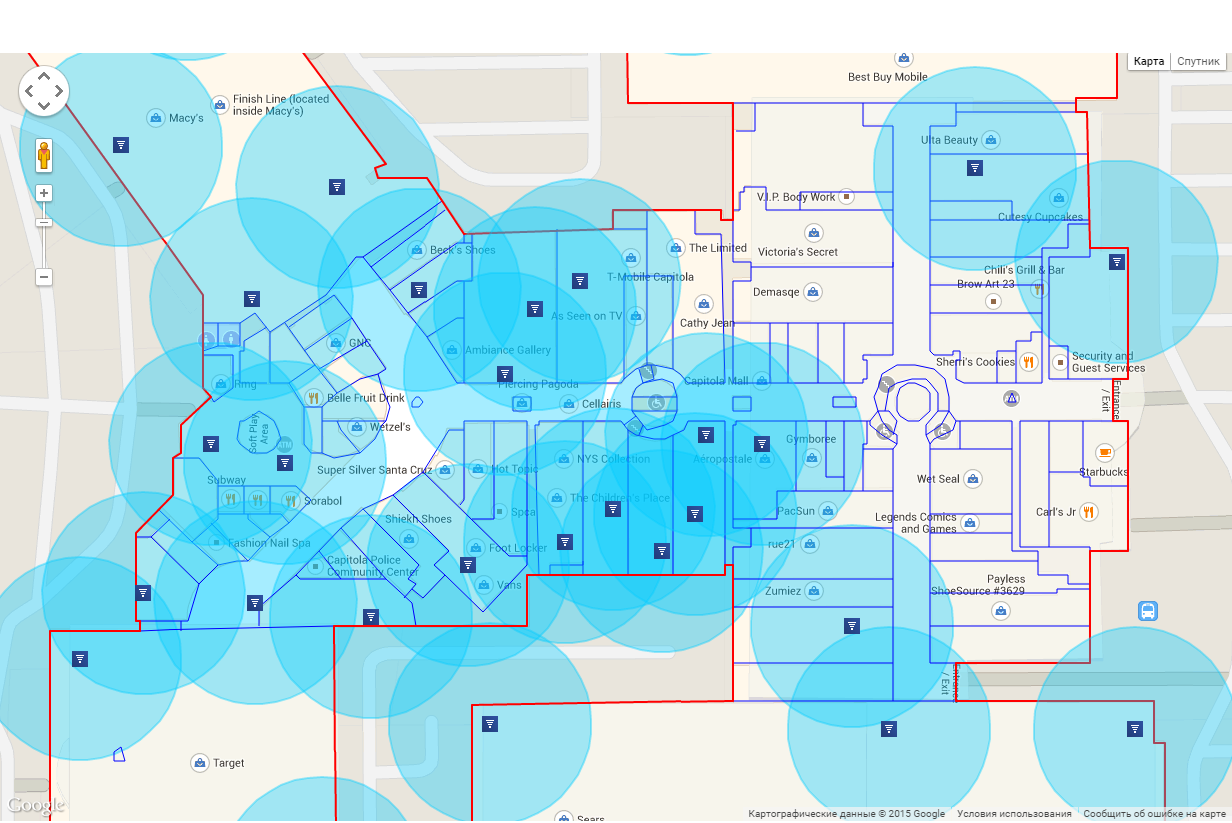 Best Buy Mobile
Карта
Спутник
Finish Line (located
inside Macy's)
Macy's
Ulta Beauty
V.I.P. Body Work
Cutesy Cupcakes
Victoria's Secret
The Limited
Beck's Shoes
T-Mobile Capitola
Chili's Grill & Bar
Brow Art 23
Demasqe
As Seen on TV
Cathy Jean
GNC
Ambiance Gallery
Sherri's Cookies
Security and
Guest Services
Rmg
Piercing Pagoda
Capitola Mall
Belle Fruit Drink
Cellairis
Entrance
/ Exit
Wetzel's
Soft Play
Area
ATM
Gymboree
Super Silver Santa Cruz
Hot Topic
NYS Collection
Aéropostale
Starbucks
Subway
Wet Seal
Sorabol
The Children's Place
Spca
PacSun
Carl's Jr
Shiekh Shoes
Legends Comics
and Games
Fashion Nail Spa
Foot Locker
rue21
Capitola Police
Community Center
Vans
Payless
ShoeSource #3629
Zumiez
Entrance
/ Exit
Target
Google
Sears
Картографические данные © 2015 Google
Условия использования
Сообщить об ошибке на карте